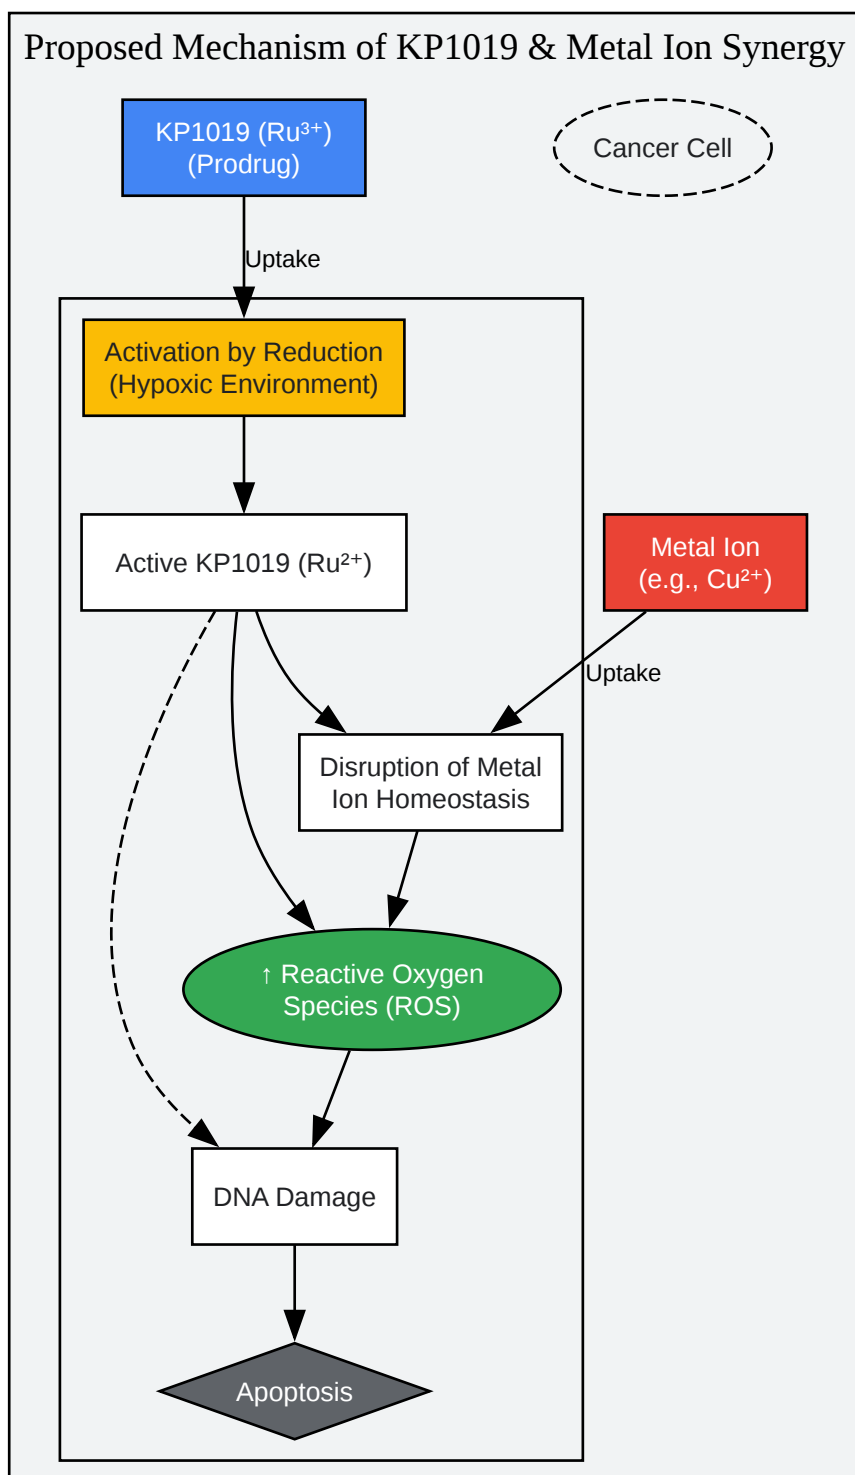 Proposed Mechanism of KP1019 & Metal Ion Synergy
KP1019 (Ru³⁺)
(Prodrug)
Cancer Cell
Uptake
Activation by Reduction
(Hypoxic Environment)
Active KP1019 (Ru²⁺)
Metal Ion
(e.g., Cu²⁺)
Uptake
Disruption of Metal
Ion Homeostasis
↑ Reactive Oxygen
Species (ROS)
DNA Damage
Apoptosis